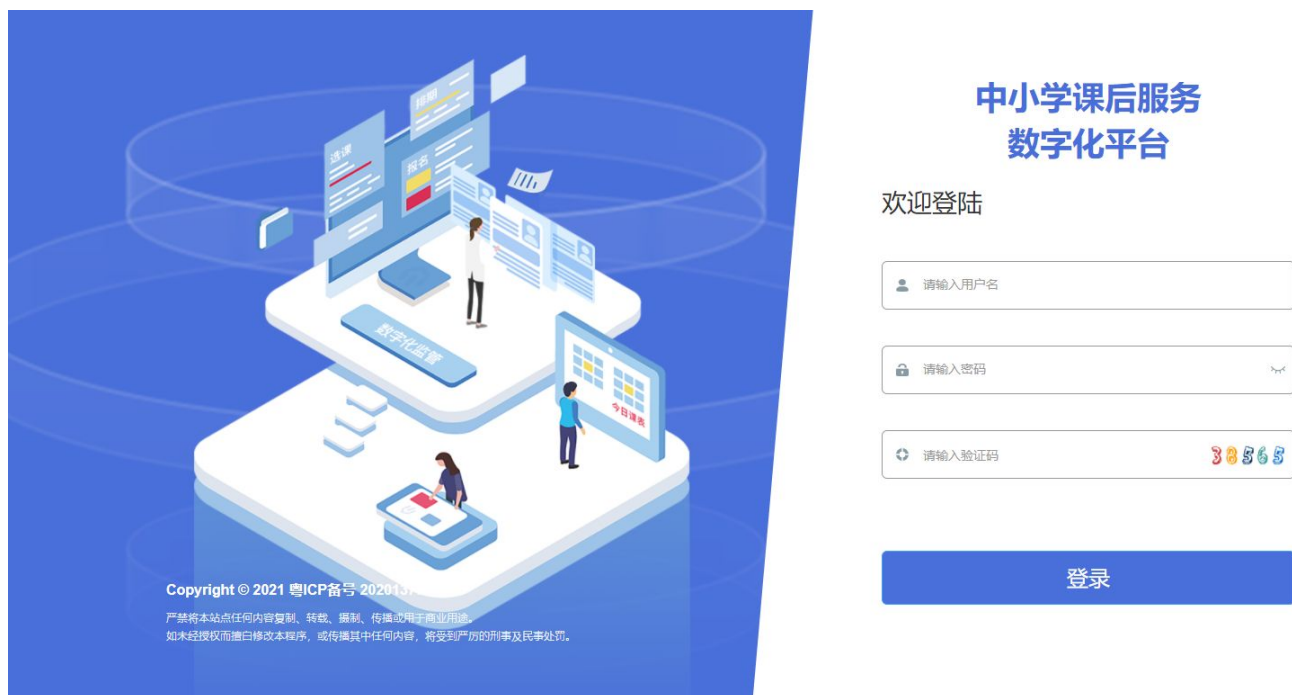 选课
排期
报名
数字化监管
今日课表
Copyright © 2021 粤ICP备号
严禁将本站点任何内容复制、转载、摄制、传播或用于商业用途。
如未经授权而擅自修改本程序，或传播其中任何内容，将受到严厉的刑事及民事处罚。
中小学课后服务
数字化平台
欢迎登陆
请输入用户名
请输入密码
请输入验证码
38565
登录